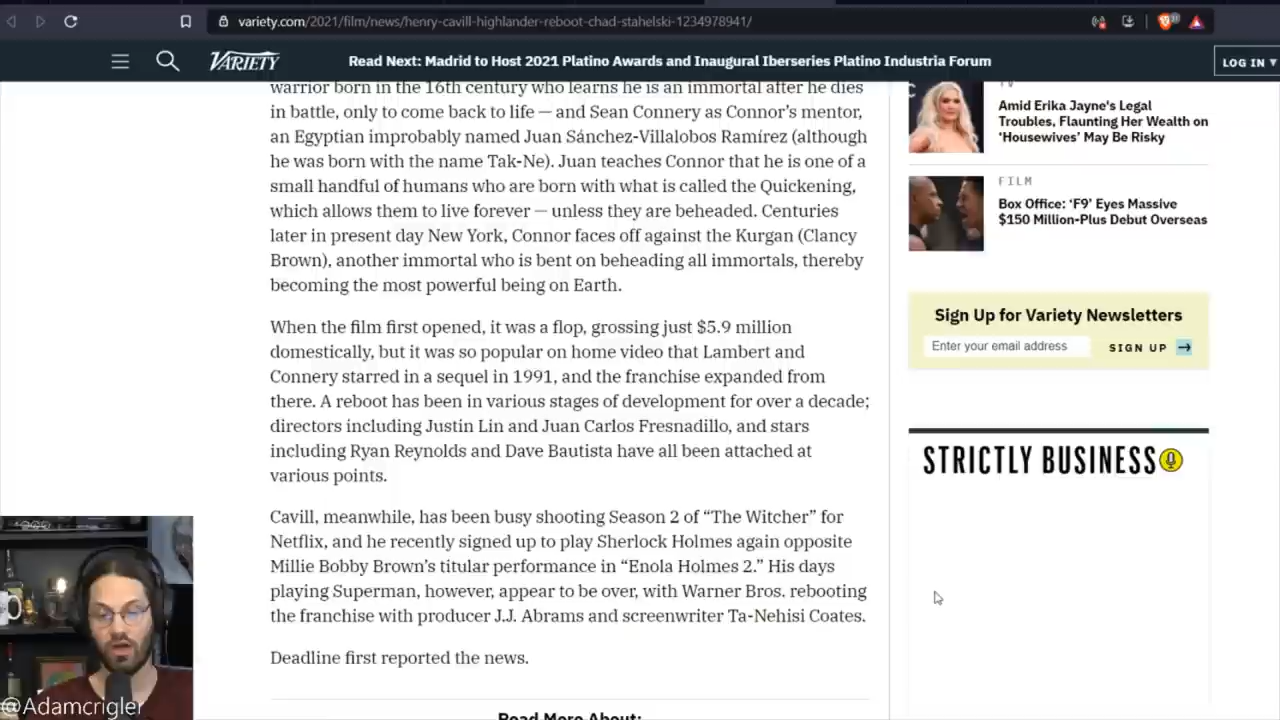 variety.com/2021/film/news/henry-cavill-highlander-reboot-chad-stahelski-1234978941/
VARIETY
Read Next: Madrid to Host 2021 Platino Awards and Inaugural Iberseries Platino Industria Forum
LOG IN
warrior born in the 16th century who learns he is an immortal after he dies
in battle, only to come back to life — and Sean Connery as Connor's mentor,
an Egyptian improbably named Juan Sánchez-Villalobos Ramírez (although
he was born with the name Tak-Ne). Juan teaches Connor that he is one of a
small handful of humans who are born with what is called the Quickening,
which allows them to live forever — unless they are beheaded. Centuries
later in present day New York, Connor faces off against the Kurgan (Clancy
Brown), another immortal who is bent on beheading all immortals, thereby
becoming the most powerful being on Earth.
When the film first opened, it was a flop, grossing just $5.9 million
domestically, but it was so popular on home video that Lambert and
Connery starred in a sequel in 1991, and the franchise expanded from
there. A reboot has been in various stages of development for over a decade;
directors including Justin Lin and Juan Carlos Fresnadillo, and stars
including Ryan Reynolds and Dave Bautista have all been attached at
various points.
Cavill, meanwhile, has been busy shooting Season 2 of “The Witcher” for
Netflix, and he recently signed up to play Sherlock Holmes again opposite
Millie Bobby Brown’s titular performance in “Enola Holmes 2.” His days
playing Superman, however, appear to be over, with Warner Bros. rebooting
the franchise with producer J.J. Abrams and screenwriter Ta-Nehisi Coates.
Deadline first reported the news.
Read More About:
TV
Amid Erika Jayne's Legal
Troubles, Flaunting Her Wealth on
‘Housewives’ May Be Risky
FILM
Box Office: ‘F9’ Eyes Massive
$150 Million-Plus Debut Overseas
Sign Up for Variety Newsletters
Enter your email address
SIGN UP
STRICTLY BUSINESS
@Adamcrigler